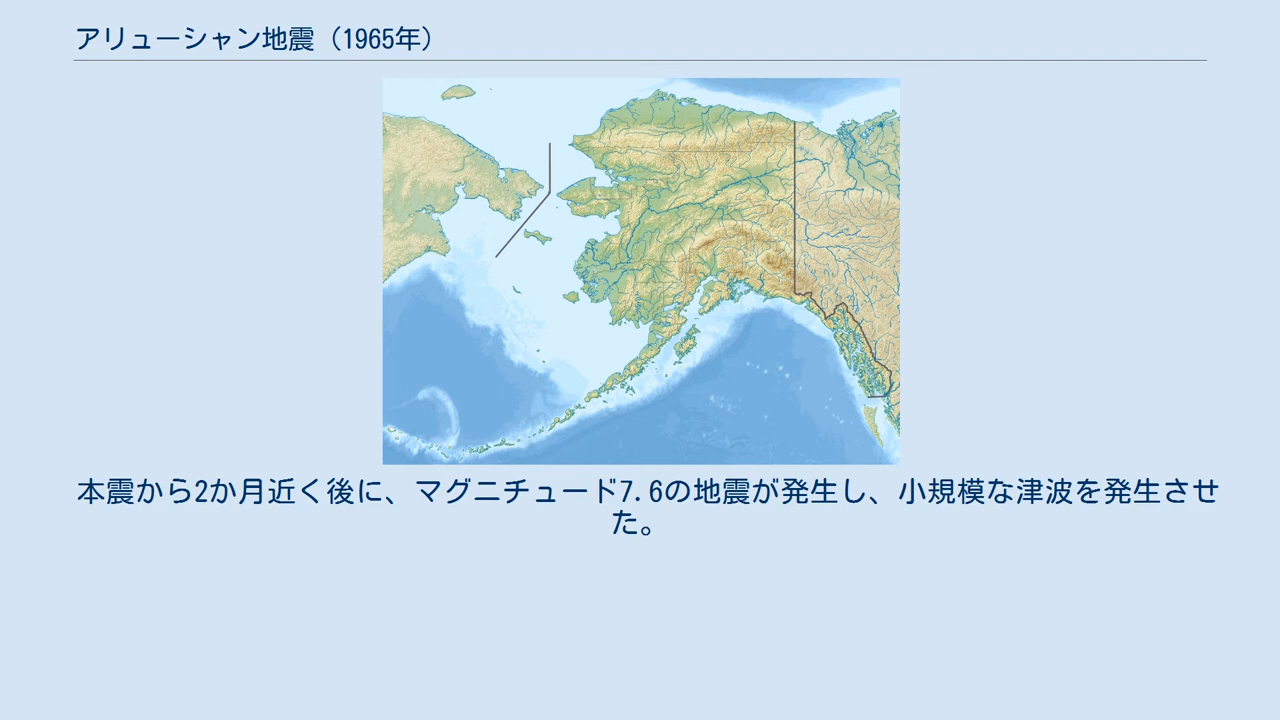 アリューシャン地震（1965年）
本震から2か月近く後に、マグニチュード7.6の地震が発生し、小規模な津波を発生させ
た。